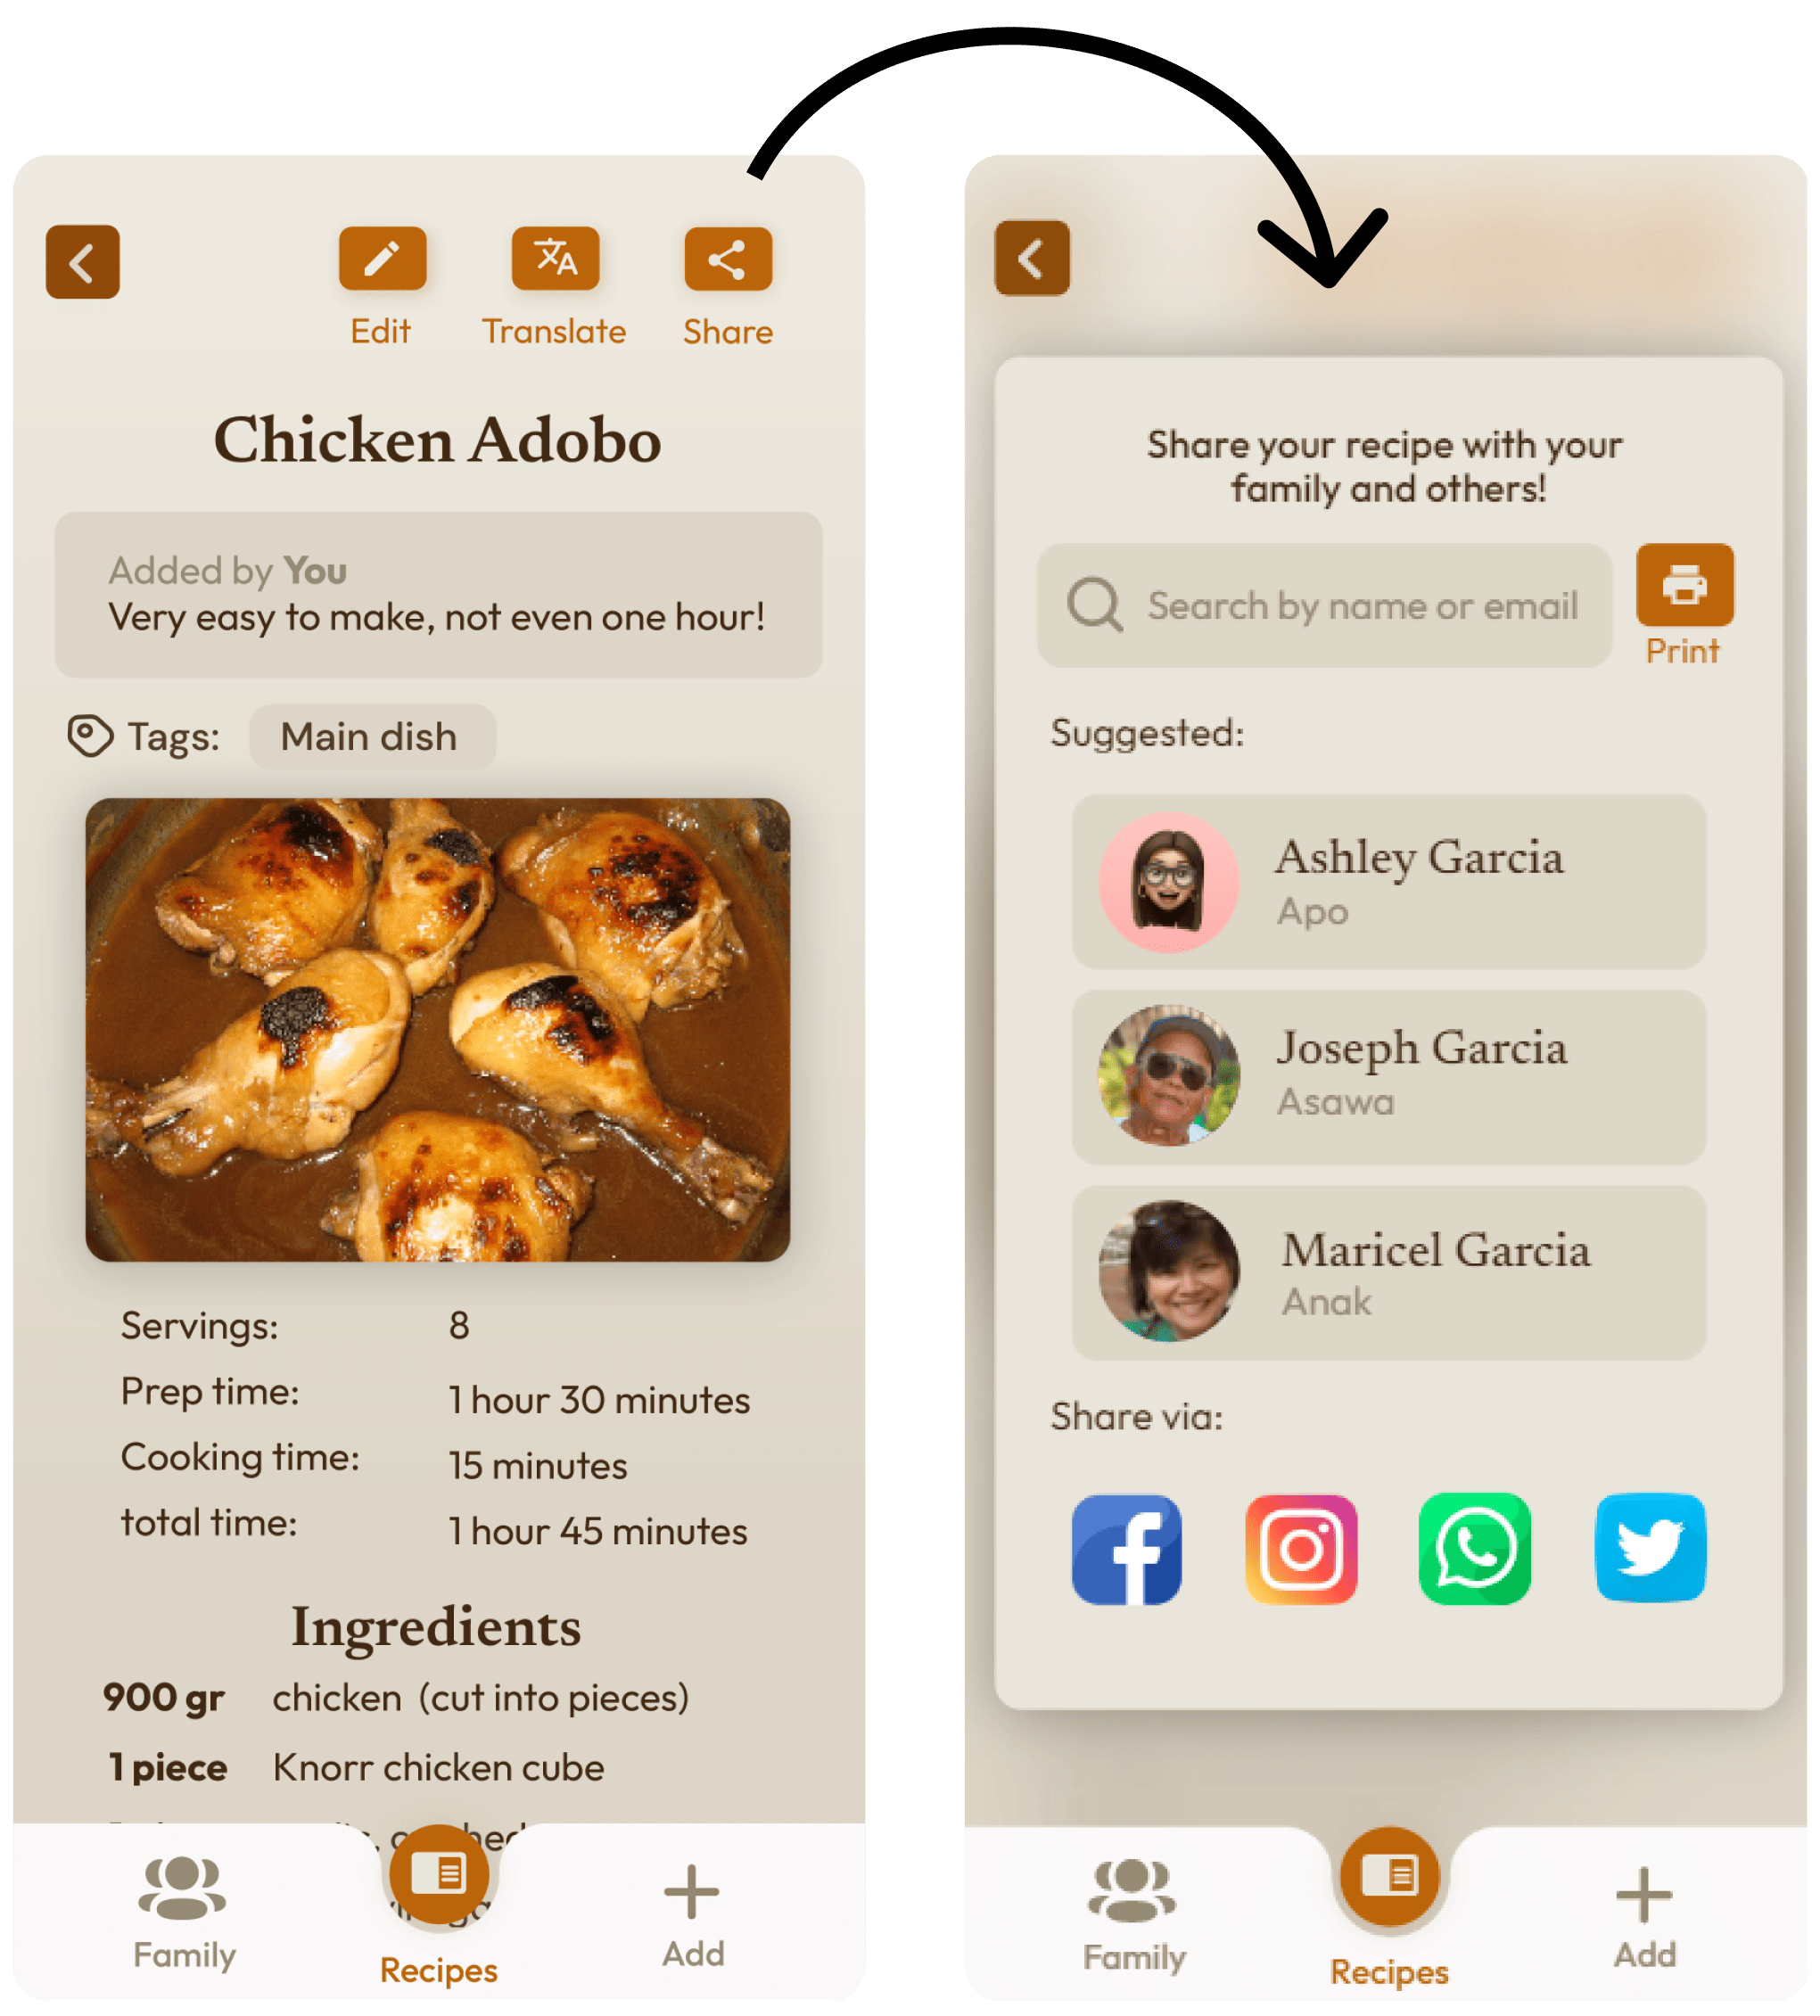 Edit
Translate
Share
Chicken Adobo
Added by You
Very easy to make, not even one hour!
Tags:
Main dish
Servings: 8
Prep time: 1 hour 30 minutes
Cooking time: 15 minutes
total time: 1 hour 45 minutes
Ingredients
900 gr chicken (cut into pieces)
1 piece Knorr chicken cube
Family
Recipes
Add
Share your recipe with your
family and others!
Search by name or email
Print
Suggested:
Ashley Garcia
Apo
Joseph Garcia
Asawa
Maricel Garcia
Anak
Share via:
Family
Recipes
Add